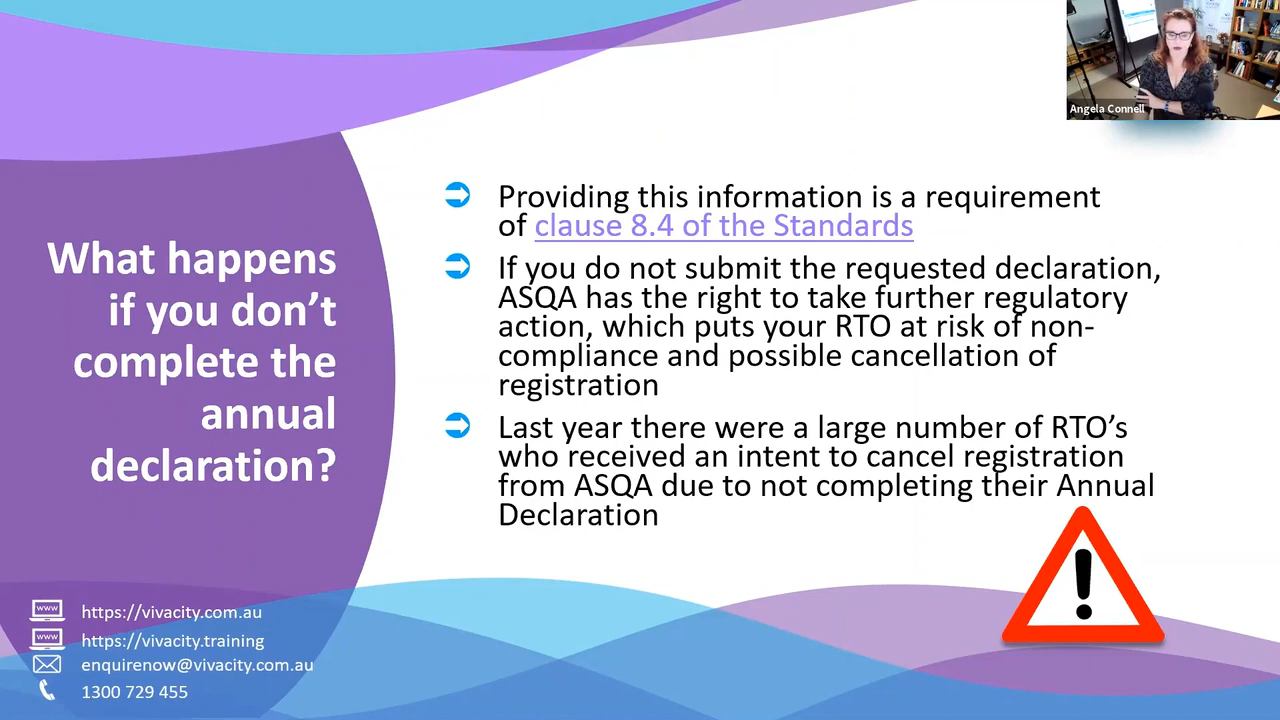 Angela Connell
What happens
if you don't
complete the
annual
declaration?
Providing this information is a requirement
of clause 8.4 of the Standards
If you do not submit the requested declaration,
ASQA has the right to take further regulatory
action, which puts your RTO at risk of non-
compliance and possible cancellation of
registration
Last year there were a large number of RTO's
who received an intent to cancel registration
from ASQA due to not completing their Annual
Declaration
!
www https://vivacity.com.au
www https://vivacity.training
enquirenow@vivacity.com.au
1300 729 455